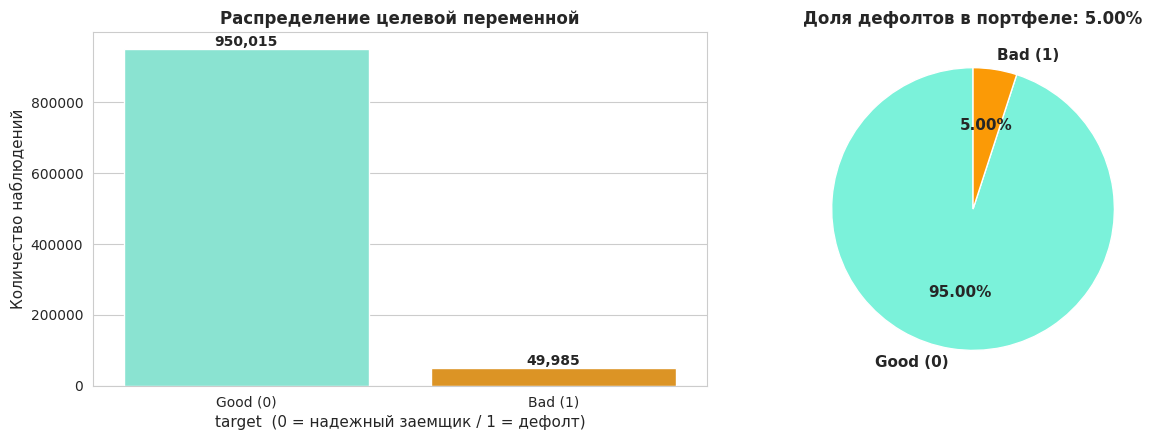 Распределение целевой переменной
950,015
Количество наблюдений
800000
600000
400000
200000
0
49,985
Good (0)
Bad (1)
target  (0 = надежный заемщик / 1 = дефолт)
Доля дефолтов в портфеле: 5.00%
Bad (1)
5.00%
95.00%
Good (0)